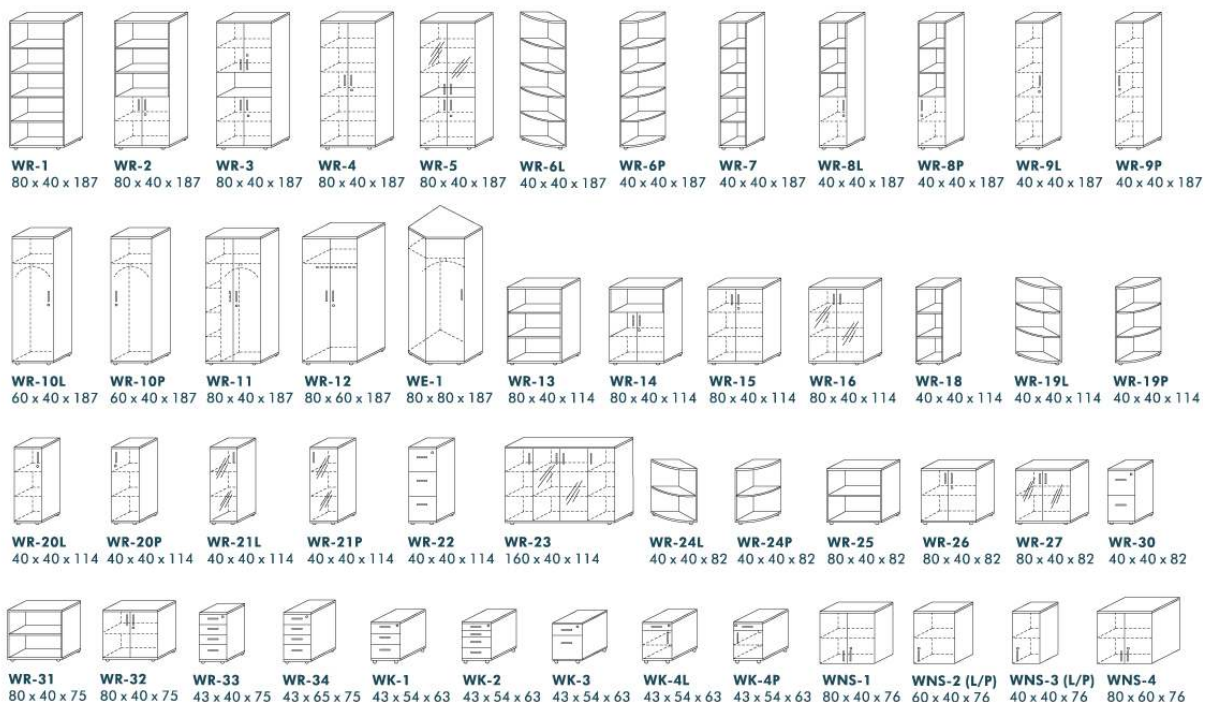 WR-1 WR-2 WR-3 WR-4 WR-5 WR-6L WR-6P WR-7 WR-8L WR-8P WR-9L WR-9P
80 x 40 x 187 80 x 40 x 187 80 x 40 x 187 80 x 40 x 187 80 x 40 x 187 40 x 40 x 187 40 x 40 x 187 40 x 40 x 187 40 x 40 x 187 40 x 40 x 187 40 x 40 x 187 40 x 40 x 187
WR-10L WR-10P WR-11 WR-12 WE-1 WR-13 WR-14 WR-15 WR-16 WR-18 WR-19L WR-19P
60 x 40 x 187 60 x 40 x 187 80 x 40 x 187 80 x 60 x 187 80 x 80 x 187 80 x 40 x 114 80 x 40 x 114 80 x 40 x 114 80 x 40 x 114 40 x 40 x 114 40 x 40 x 114 40 x 40 x 114
WR-20L WR-20P WR-21L WR-21P WR-22 WR-23 WR-24L WR-24P WR-25 WR-26 WR-27 WR-30
40 x 40 x 114 40 x 40 x 114 40 x 40 x 114 40 x 40 x 114 40 x 40 x 114 160 x 40 x 114 40 x 40 x 82 40 x 40 x 82 80 x 40 x 82 80 x 40 x 82 80 x 40 x 82 40 x 40 x 82
WR-31 WR-32 WR-33 WR-34 WK-1 WK-2 WK-3 WK-4L WK-4P WNS-1 WNS-2 (L/P) WNS-3 (L/P) WNS-4
80 x 40 x 75 80 x 40 x 75 43 x 40 x 75 43 x 65 x 75 43 x 54 x 63 43 x 54 x 63 43 x 54 x 63 43 x 54 x 63 43 x 54 x 63 80 x 40 x 76 60 x 40 x 76 40 x 40 x 76 80 x 60 x 76